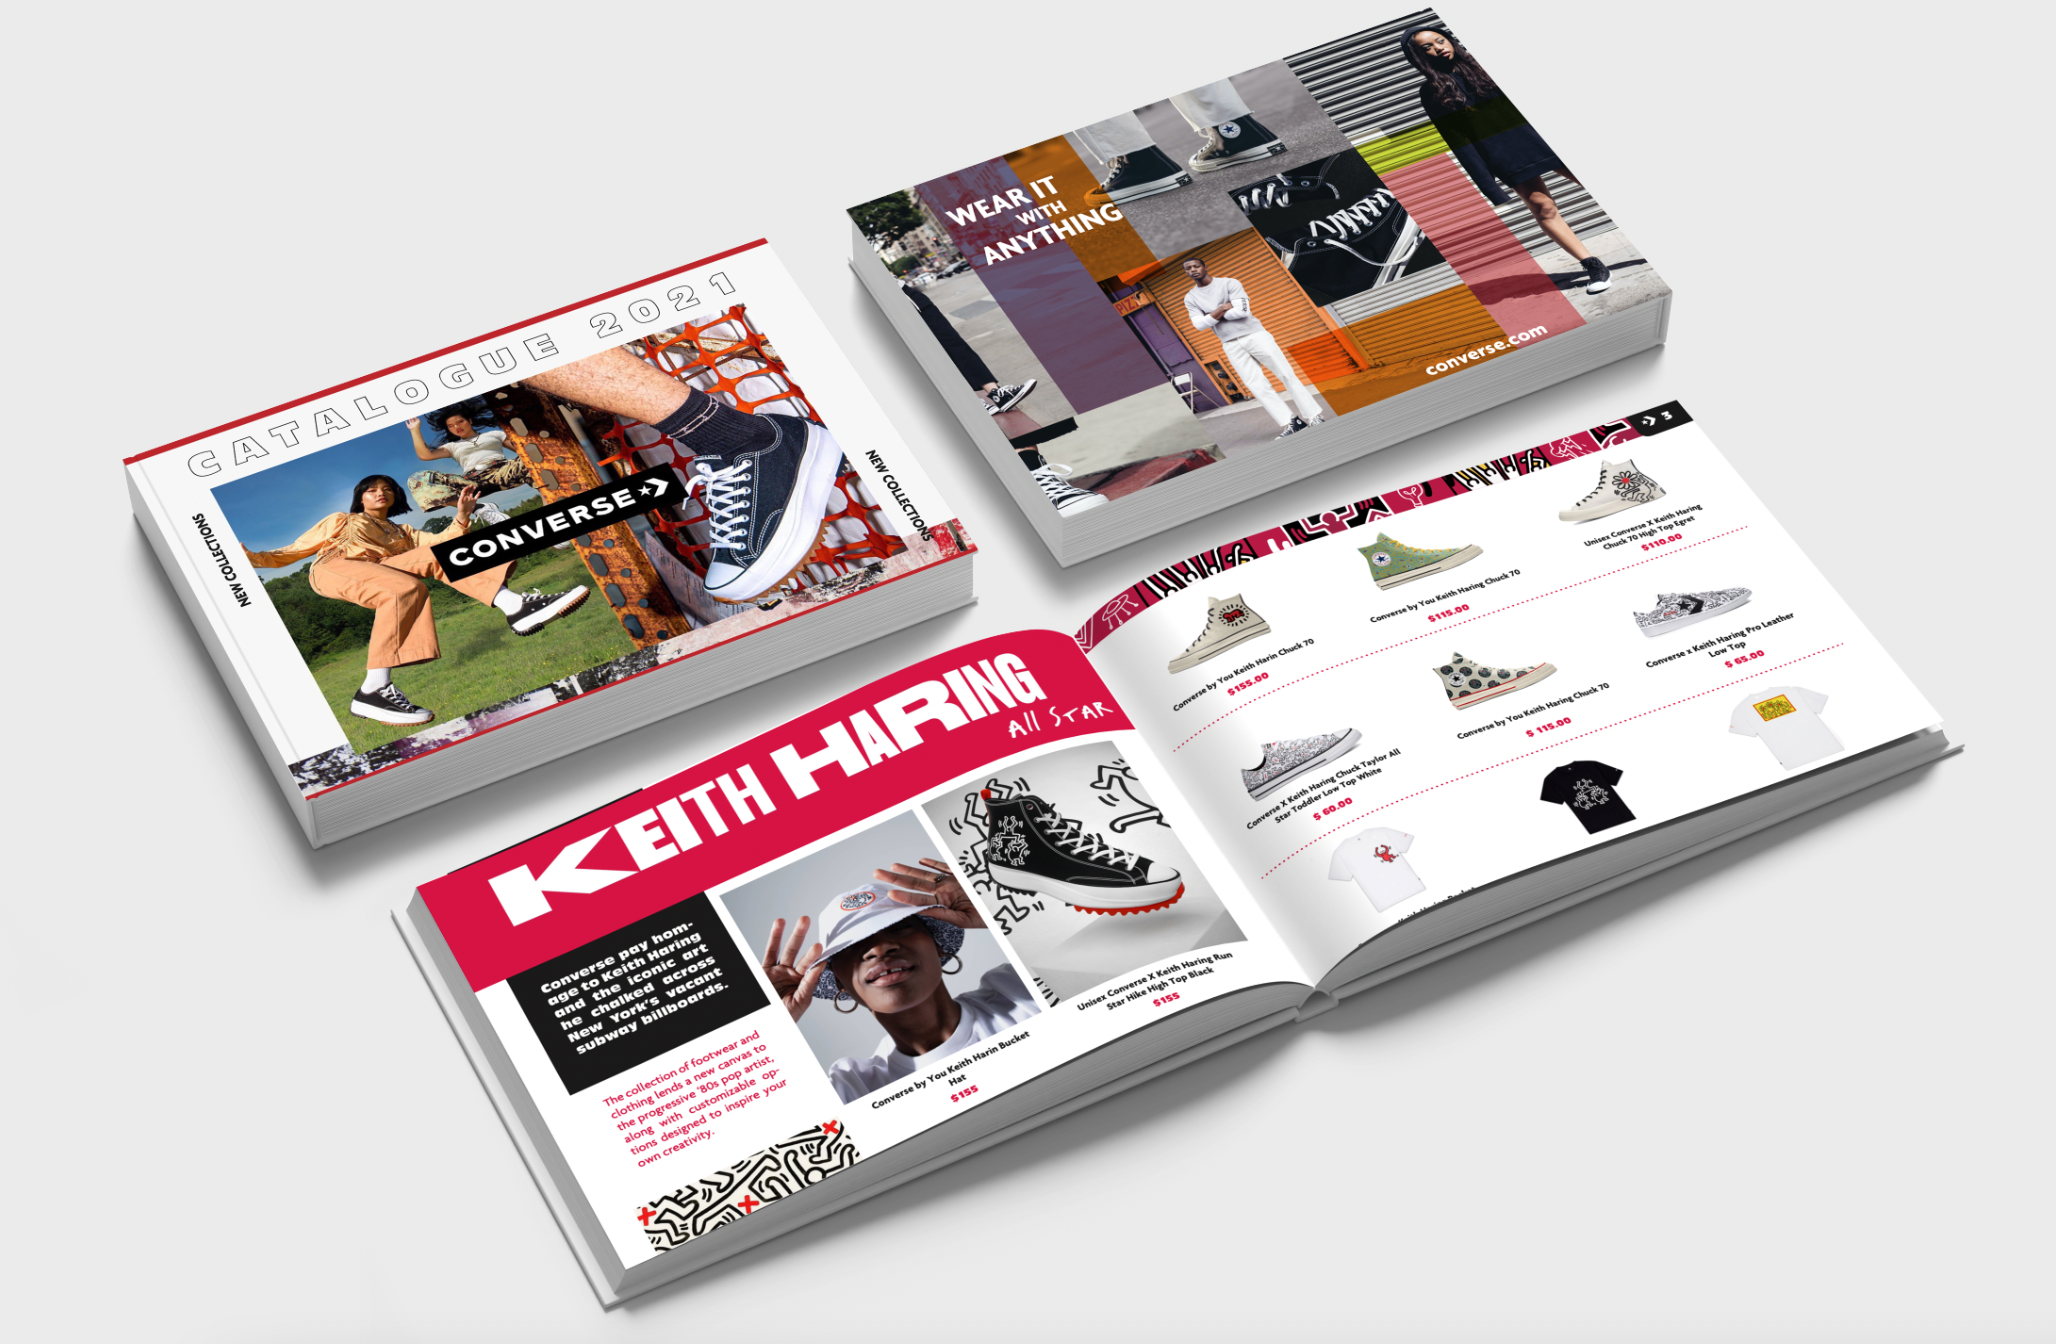 CATALOGUE 2021
NEW COLLECTIONS
CONVERSE
NEW COLLECTIONS
WEAR IT
WITH
ANYTHING
PIZZ
converse.com
KEITH HARING
All STAR
Converse pay hom-
age to Keith Haring
and the iconic art
he chalked across
New York's vacant
subway billboards.
The collection of footwear and
clothing lends a new canvas to
the progressive '80s pop artist,
along with customizable op-
tions designed to inspire your
own creativity.
Converse by You Keith Harin Bucket
Hat
$155
Unisex Converse X Keith Haring Run
Star Hike High Top Black
$155
3
Converse by You Keith Harin Chuck 70
$155.00
Converse by You Keith Haring Chuck 70
$115.00
Unisex Converse X Keith Haring
Chuck 70 High Top Egret
$110.00
Converse X Keith Haring Chuck Taylor All
Star Toddler Low Top White
$ 60.00
Converse by You Keith Haring Chuck 70
$ 115.00
Converse x Keith Haring Pro Leather
Low Top
$ 65.00